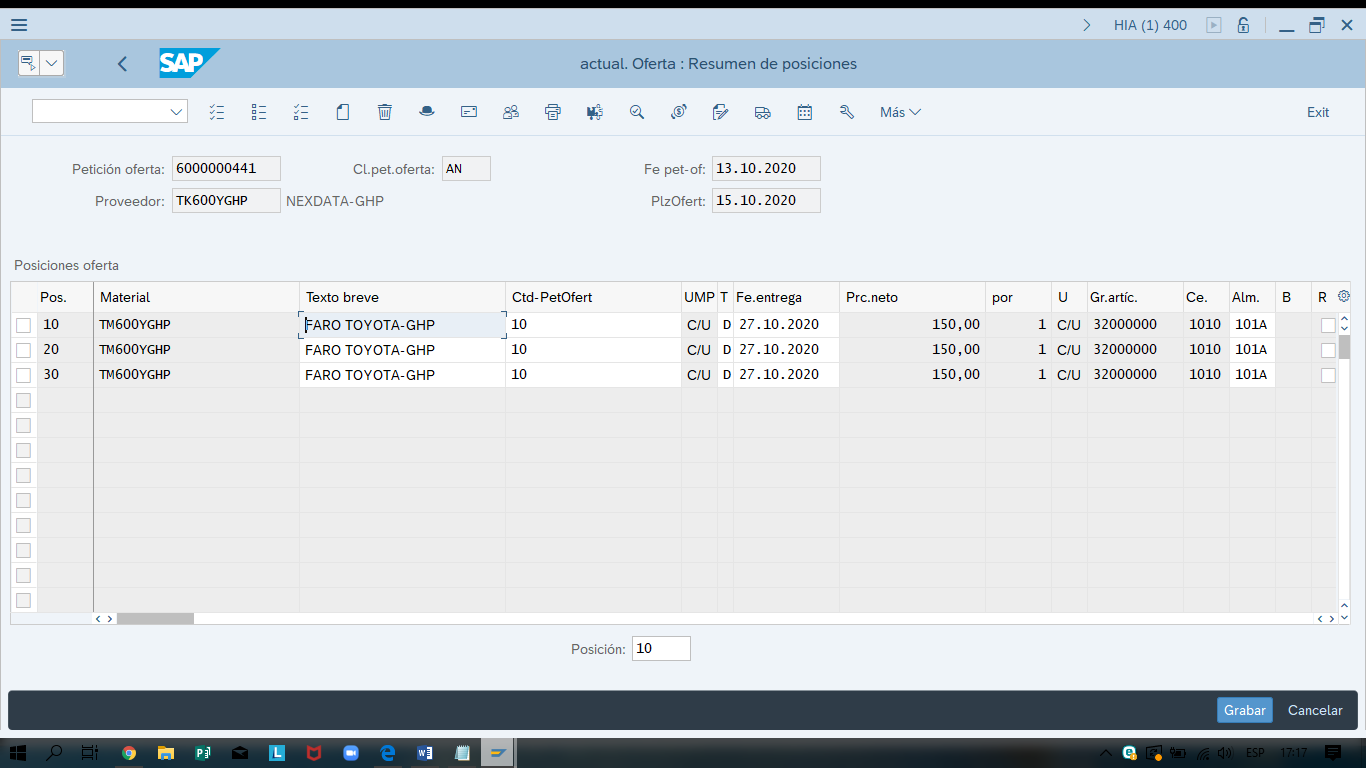 HIA (1) 400
SAP
actual. Oferta : Resumen de posiciones
Más
Exit
Petición oferta: 6000000441 Cl.pet.oferta: AN Fe pet-of: 13.10.2020
Proveedor: TK600YGHP NEXDATA-GHP PlzOfert: 15.10.2020
Posiciones oferta
Pos. Material Texto breve Ctd-PetOfert UMP T Fe.entrega Prc.neto por U Gr.artíc. Ce. Alm. B R
10 TM600YGHP FARO TOYOTA-GHP 10 C/U D 27.10.2020 150,00 1 C/U 32000000 1010 101A
20 TM600YGHP FARO TOYOTA-GHP 10 C/U D 27.10.2020 150,00 1 C/U 32000000 1010 101A
30 TM600YGHP FARO TOYOTA-GHP 10 C/U D 27.10.2020 150,00 1 C/U 32000000 1010 101A
Posición: 10
Grabar Cancelar
ESP 17:17